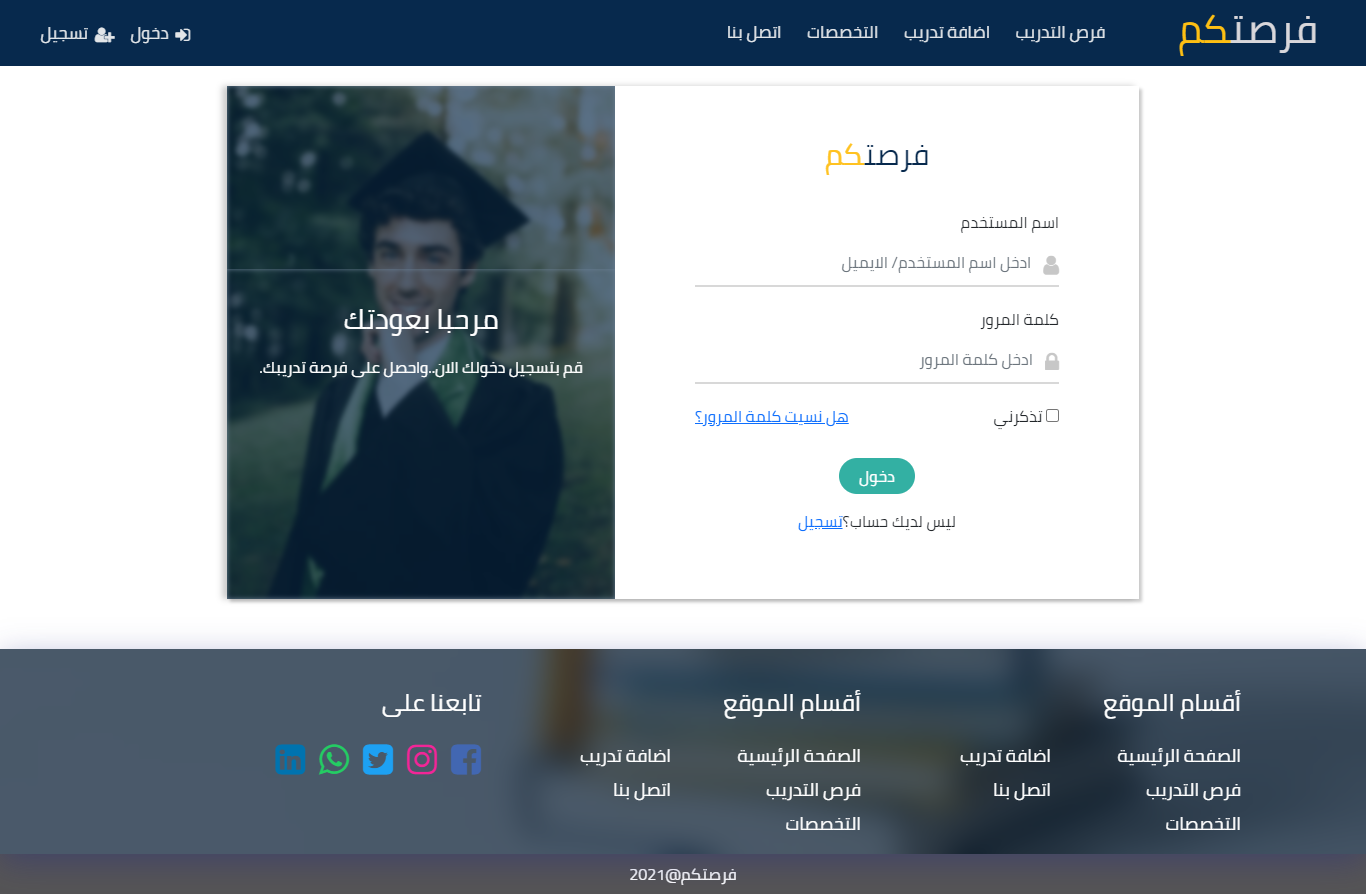 فرصتكم
فرص التدريب
اضافة تدريب
التخصصات
اتصل بنا
دخول
تسجيل
فرصتكم
اسم المستخدم
ادخل اسم المستخدم/ الايميل
كلمة المرور
ادخل كلمة المرور
تذكرني
هل نسيت كلمة المرور؟
دخول
ليس لديك حساب؟تسجيل
مرحبا بعودتك
قم بتسجيل دخولك الان..واحصل على فرصة تدريبك.
أقسام الموقع
الصفحة الرئيسية
فرص التدريب
التخصصات
اضافة تدريب
اتصل بنا
أقسام الموقع
الصفحة الرئيسية
فرص التدريب
التخصصات
اضافة تدريب
اتصل بنا
تابعنا على
فرصتكم@2021